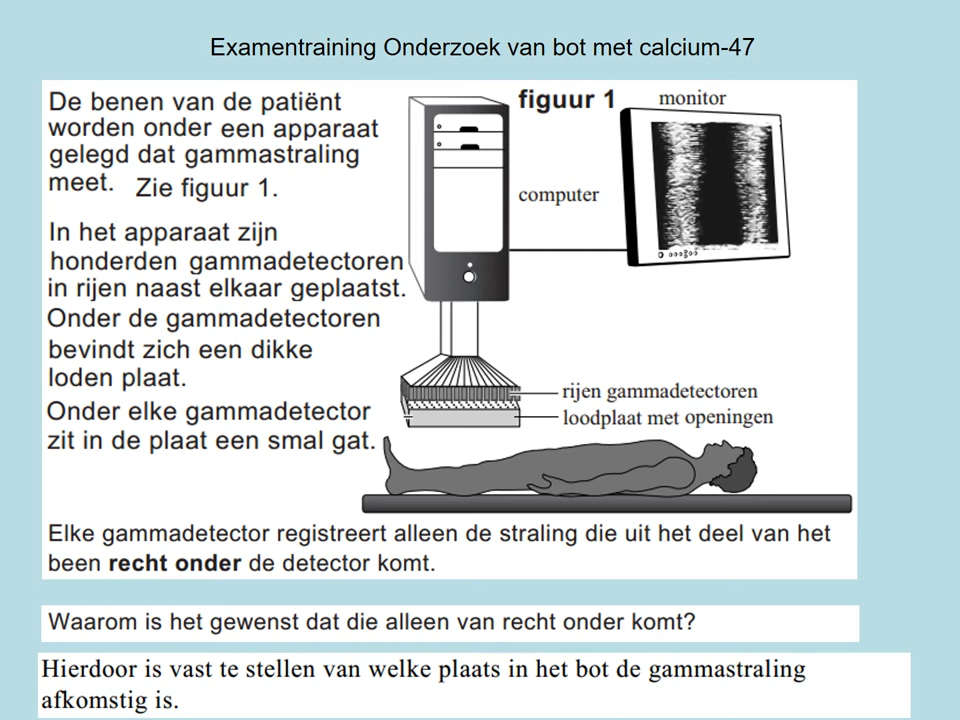 Examentraining Onderzoek van bot met calcium-47
De benen van de patiënt
worden onder een apparaat
gelegd dat gammastraling
meet. Zie figuur 1.
In het apparaat zijn
honderden gammadetectoren
in rijen naast elkaar geplaatst.
Onder de gammadetectoren
bevindt zich een dikke
loden plaat.
Onder elke gammadetector
zit in de plaat een smal gat.
figuur 1
monitor
computer
rijen gammadetectoren
loodplaat met openingen
Elke gammadetector registreert alleen de straling die uit het deel van het
been recht onder de detector komt.
Waarom is het gewenst dat die alleen van recht onder komt?
Hierdoor is vast te stellen van welke plaats in het bot de gammastraling
afkomstig is.